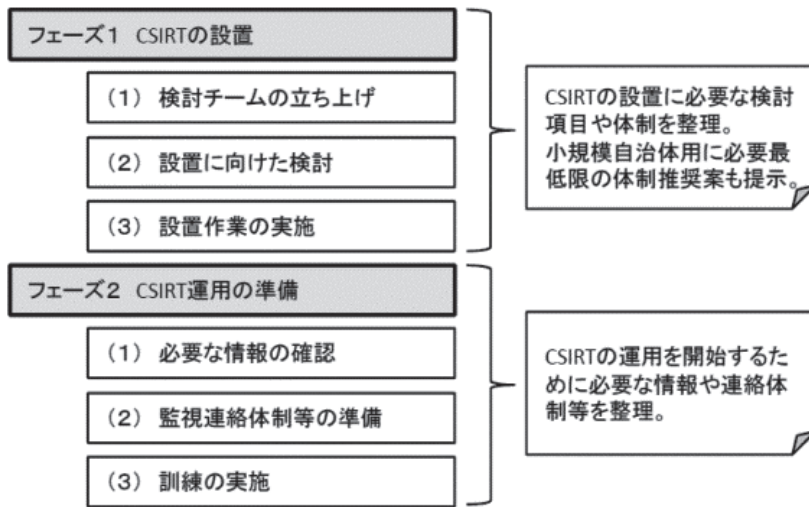 フェーズ1 CSIRTの設置
(1) 検討チームの立ち上げ
(2) 設置に向けた検討
(3) 設置作業の実施
CSIRTの設置に必要な検討
項目や体制を整理。
小規模自治体用に必要最
低限の体制推奨案も提示。
フェーズ2 CSIRT運用の準備
(1) 必要な情報の確認
(2) 監視連絡体制等の準備
(3) 訓練の実施
CSIRTの運用を開始するた
めに必要な情報や連絡体
制等を整理。